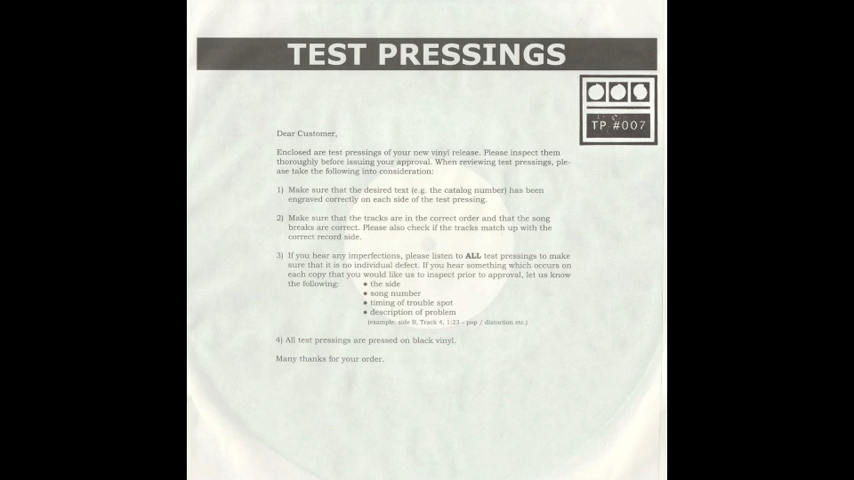 TEST PRESSINGS
TP #007
Dear Customer,
Enclosed are test pressings of your new vinyl release. Please inspect them
thoroughly before issuing your approval. When reviewing test pressings, ple-
ase take the following into consideration:
1) Make sure that the desired text (e.g. the catalog number) has been
engraved correctly on each side of the test pressing.
2) Make sure that the tracks are in the correct order and that the song
breaks are correct. Please also check if the tracks match up with the
correct record side.
3) If you hear any imperfections, please listen to ALL test pressings to make
sure that it is no individual defect. If you hear something which occurs on
each copy that you would like us to inspect prior to approval, let us know
the following: • the side
• song number
• timing of trouble spot
• description of problem
(example: side B, Track 4, 1:23 - pop / distortion etc.)
4) All test pressings are pressed on black vinyl.
Many thanks for your order.